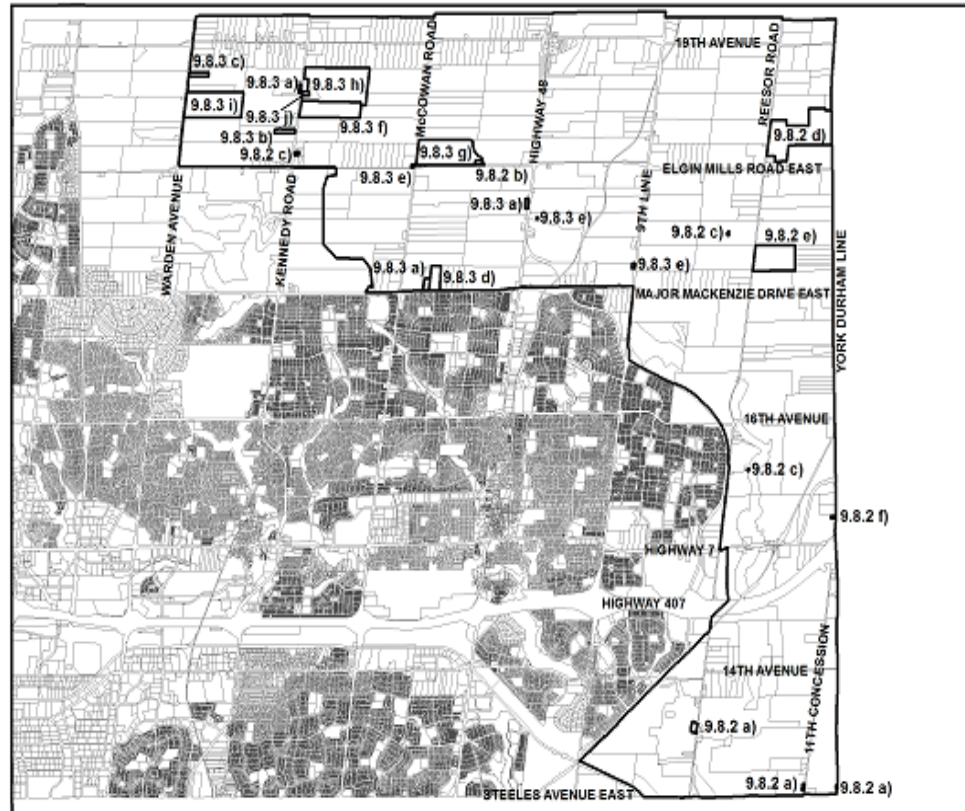 19TH AVENUE
9.8.3 c)
9.8.3 a)
9.8.3 h)
9.8.3 i)
9.8.3 j)
9.8.3 f)
9.8.3 b)
9.8.2 c)
McCOWAN ROAD
HIGHWAY 48
REESOR ROAD
9.8.2 d)
9.8.3 g)
9.8.3 e)
9.8.2 b)
ELGIN MILLS ROAD EAST
WARDEN AVENUE
KENNEDY ROAD
9.8.3 a)
9.8.3 e)
9TH LINE
9.8.2 c)
9.8.2 e)
9.8.3 a)
9.8.3 d)
9.8.3 e)
MAJOR MACKENZIE DRIVE EAST
YORK DURHAM LINE
16TH AVENUE
9.8.2 c)
9.8.2 f)
HIGHWAY 7
HIGHWAY 407
14TH AVENUE
11TH CONCESSION
9.8.2 a)
9.8.2 a)
9.8.2 a)
STEELES AVENUE EAST